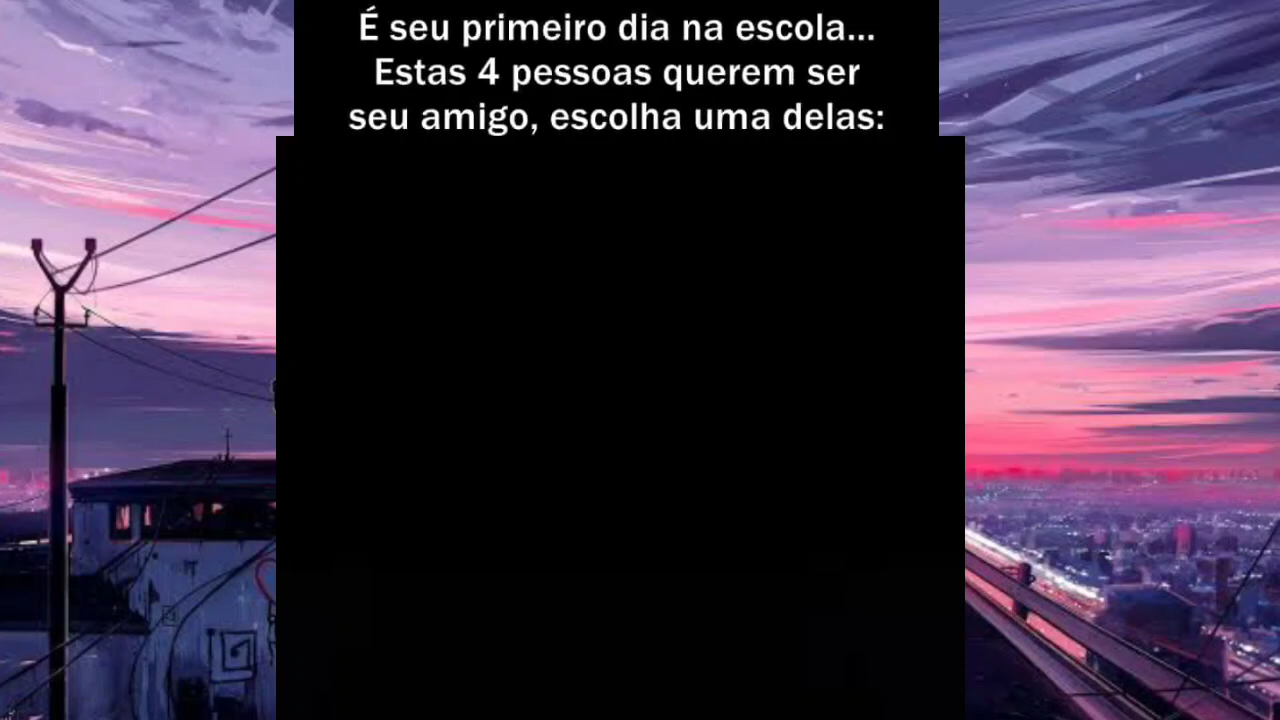 É seu primeiro dia na escola...
Estas 4 pessoas querem ser
seu amigo, escolha uma delas: